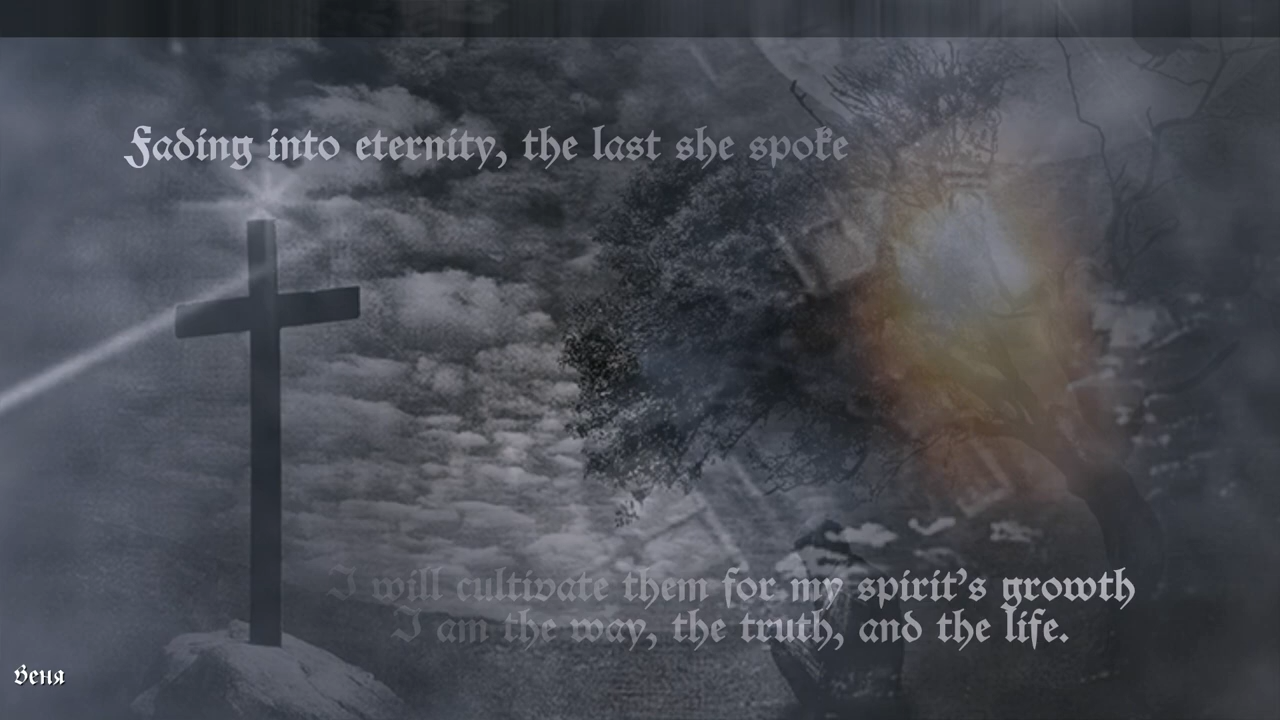 Fading into eternity, the last she spoke
I will cultivate them for my spirit's growth
I am the way, the truth, and the life.
Веня